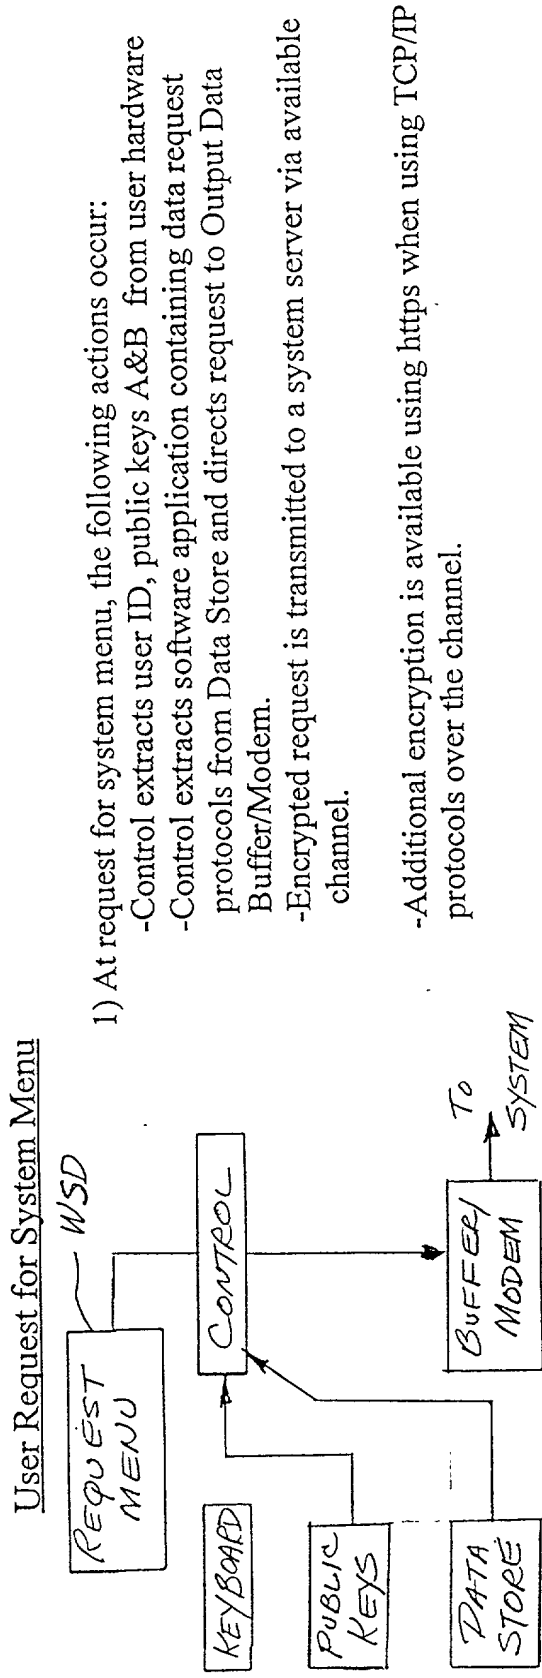 User Request for System Menu
REQUEST
MENU
WSD
KEYBOARD
CONTROL
PUBLIC
KEYS
DATA
STORE
BUFFER/
MODEM
TO
SYSTEM
1) At request for system menu, the following actions occur:
-Control extracts user ID, public keys A&B from user hardware
-Control extracts software application containing data request
protocols from Data Store and directs request to Output Data
Buffer/Modem.
-Encrypted request is transmitted to a system server via available
channel.
-Additional encryption is available using https when using TCP/IP
protocols over the channel.